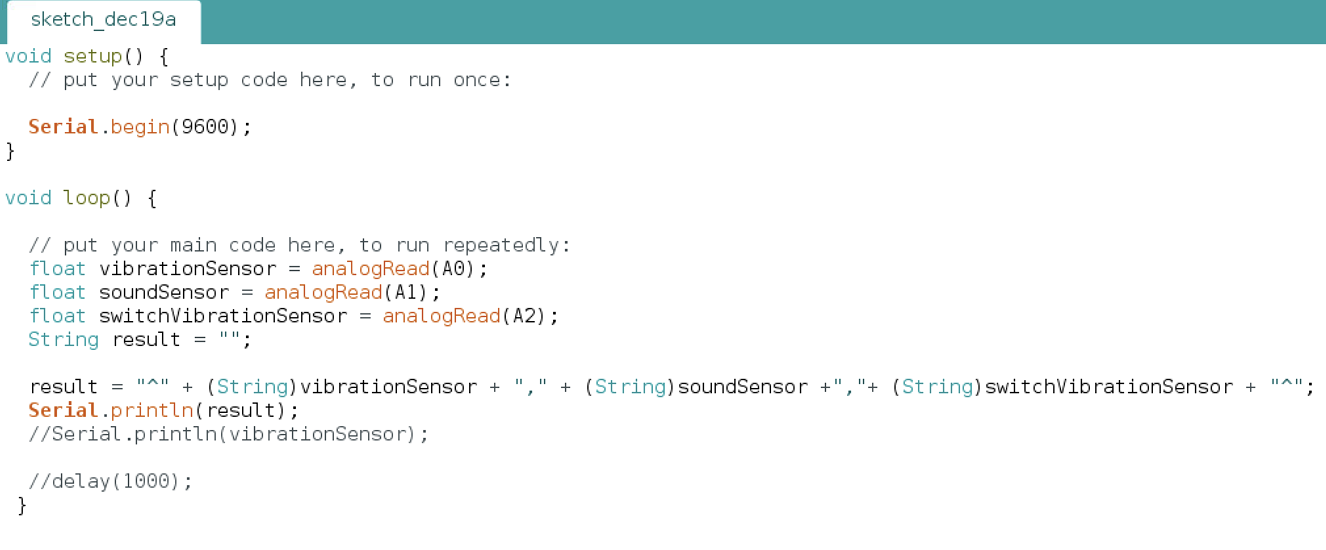 sketch_dec19a
void setup() {
  // put your setup code here, to run once:

  Serial.begin(9600);
}

void loop() {

  // put your main code here, to run repeatedly:
  float vibrationSensor = analogRead(A0);
  float soundSensor = analogRead(A1);
  float switchVibrationSensor = analogRead(A2);
  String result = "";

  result = "^" + (String)vibrationSensor + "," + (String)soundSensor +","+ (String)switchVibrationSensor + "^";
  Serial.println(result);
  //Serial.println(vibrationSensor);

  //delay(1000);
 }